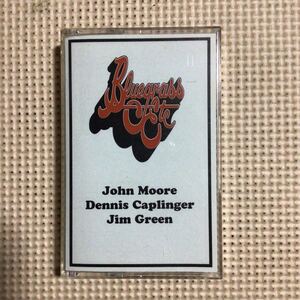 Bluegrass
Etc
John Moore
Dennis Caplinger
Jim Green